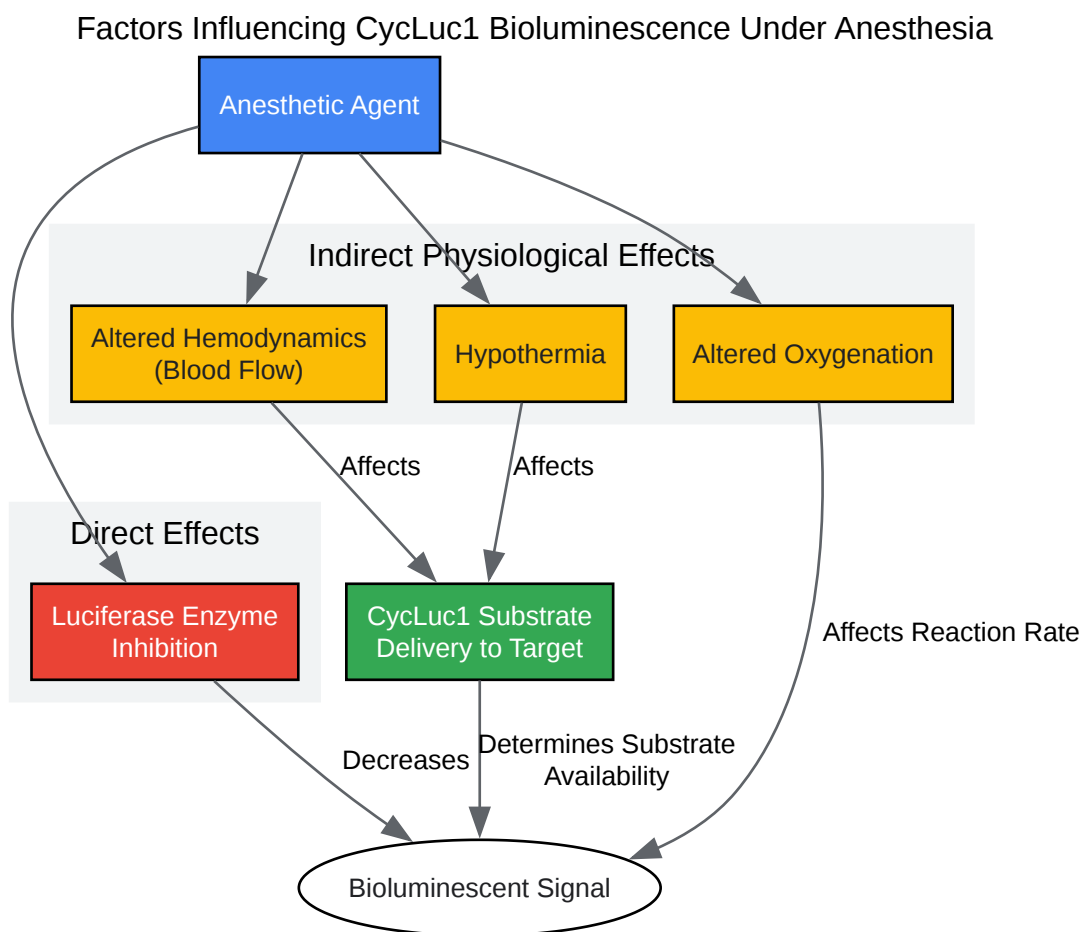 Factors Influencing CycLuc1 Bioluminescence Under Anesthesia
Anesthetic Agent
Indirect Physiological Effects
Altered Hemodynamics
(Blood Flow)
Hypothermia
Altered Oxygenation
Affects
Affects
Direct Effects
Luciferase Enzyme
Inhibition
CycLuc1 Substrate
Delivery to Target
Affects Reaction Rate
Decreases
Determines Substrate
Availability
Bioluminescent Signal